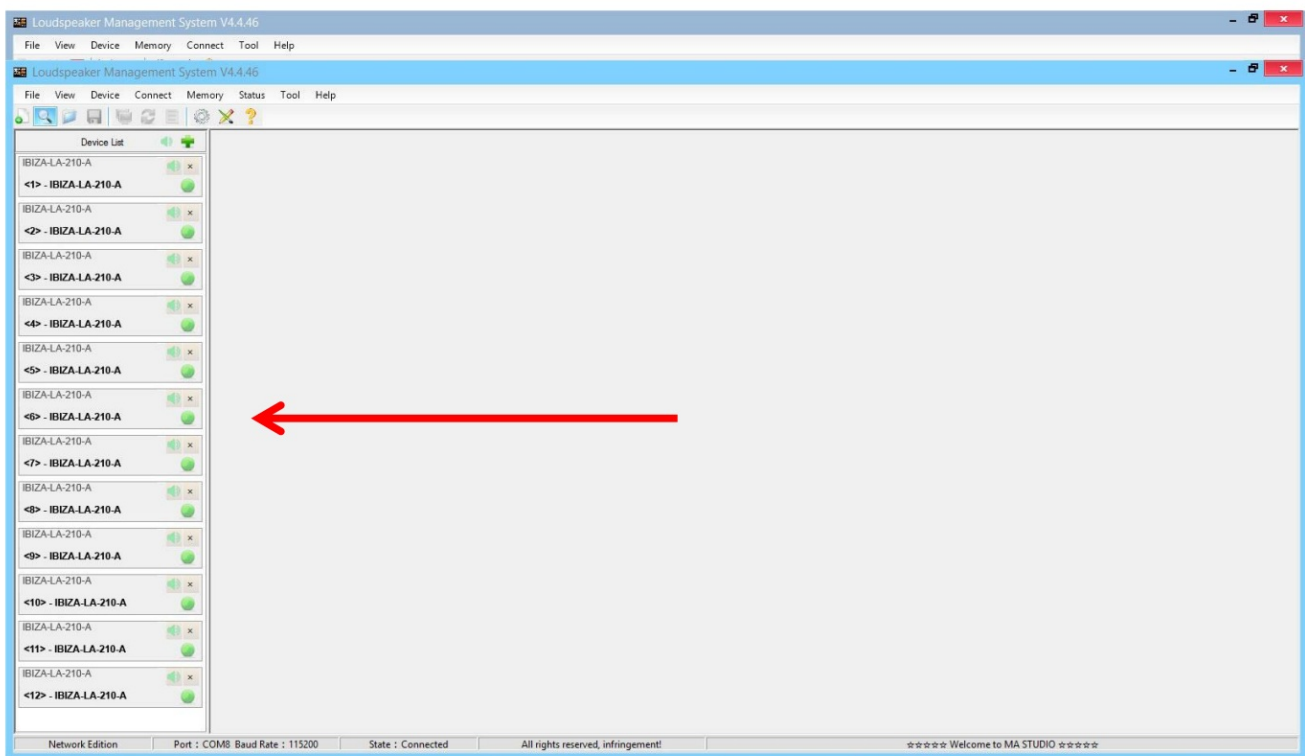 Loudspeaker Management System V4.4.46
File View Device Memory Connect Tool Help
Loudspeaker Management System V4.4.46
File View Device Connect Memory Status Tool Help
Device List
IBIZA-LA-210-A
<1> - IBIZA-LA-210-A
IBIZA-LA-210-A
<2> - IBIZA-LA-210-A
IBIZA-LA-210-A
<3> - IBIZA-LA-210-A
IBIZA-LA-210-A
<4> - IBIZA-LA-210-A
IBIZA-LA-210-A
<5> - IBIZA-LA-210-A
IBIZA-LA-210-A
<6> - IBIZA-LA-210-A
IBIZA-LA-210-A
<7> - IBIZA-LA-210-A
IBIZA-LA-210-A
<8> - IBIZA-LA-210-A
IBIZA-LA-210-A
<9> - IBIZA-LA-210-A
IBIZA-LA-210-A
<10> - IBIZA-LA-210-A
IBIZA-LA-210-A
<11> - IBIZA-LA-210-A
IBIZA-LA-210-A
<12> - IBIZA-LA-210-A
Network Edition Port : COM8 Baud Rate : 115200 State : Connected All rights reserved, infringement! ☆☆☆☆☆ Welcome to MA STUDIO ☆☆☆☆☆